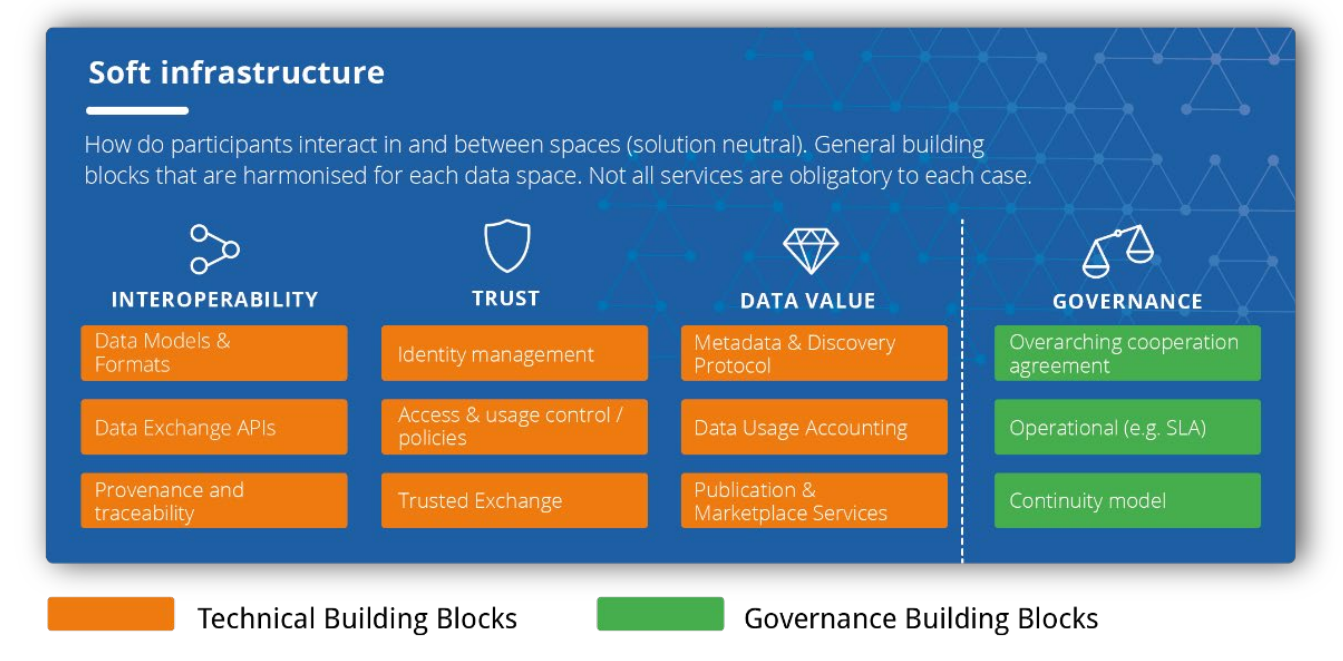 Soft infrastructure
How do participants interact in and between spaces (solution neutral). General building
blocks that are harmonised for each data space. Not all services are obligatory to each case.
INTEROPERABILITY
Data Models &
Formats
Data Exchange APIs
Provenance and
traceability
TRUST
Identity management
Access & usage control /
policies
Trusted Exchange
DATA VALUE
Metadata & Discovery
Protocol
Data Usage Accounting
Publication &
Marketplace Services
GOVERNANCE
Overarching cooperation
agreement
Operational (e.g. SLA)
Continuity model
Technical Building Blocks
Governance Building Blocks